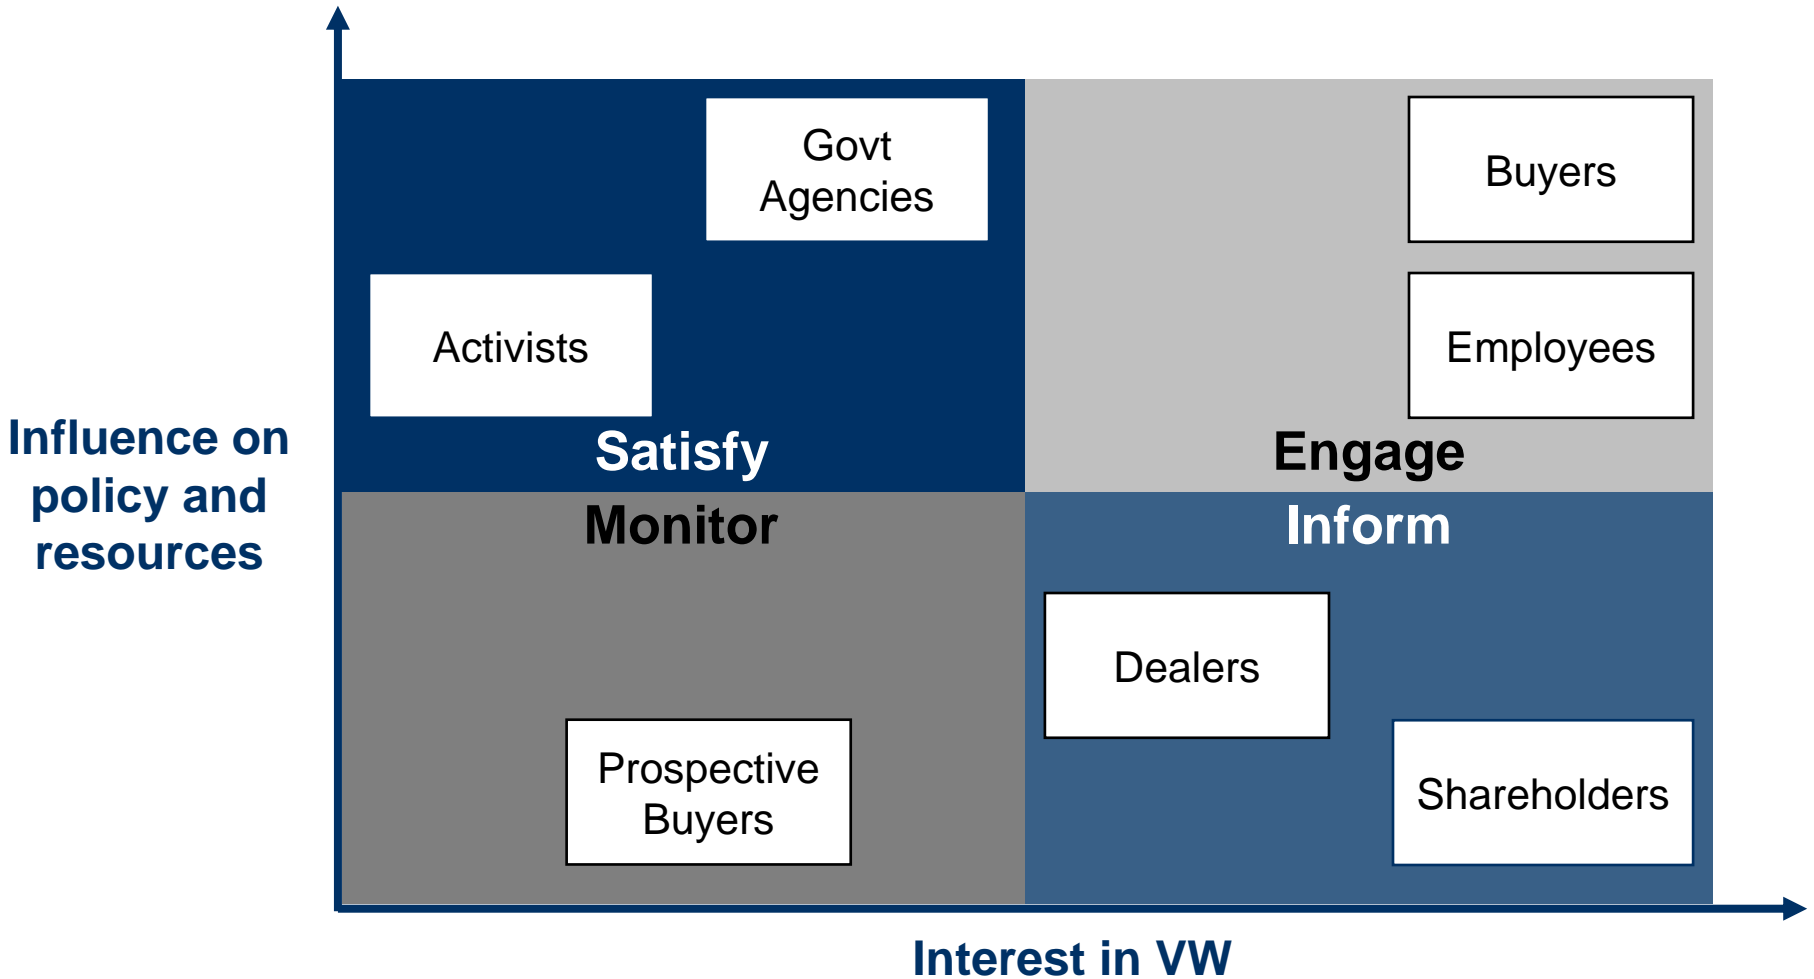 Govt
Agencies
Buyers
Activists
Employees
Influence on
policy and
resources
Satisfy
Engage
Monitor
Inform
Dealers
Prospective
Buyers
Shareholders
Interest in VW